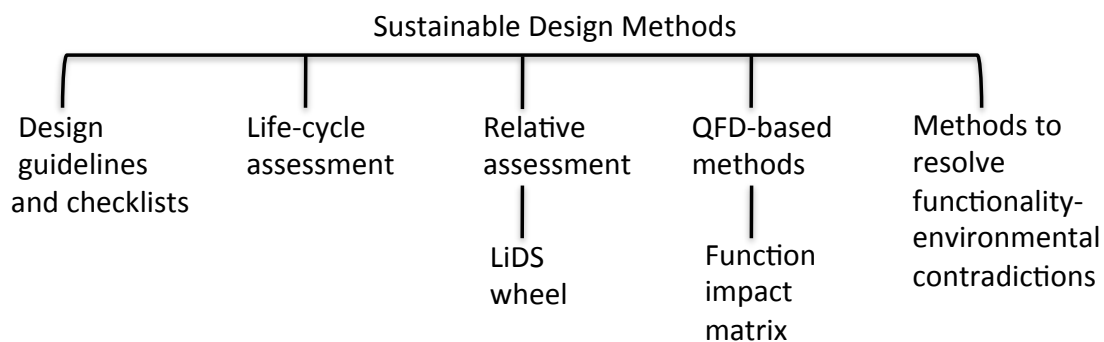 Sustainable Design Methods
Design
guidelines
and checklists
Life-cycle
assessment
Relative
assessment
LiDS
wheel
QFD-based
methods
Function
impact
matrix
Methods to
resolve
functionality-
environmental
contradictions